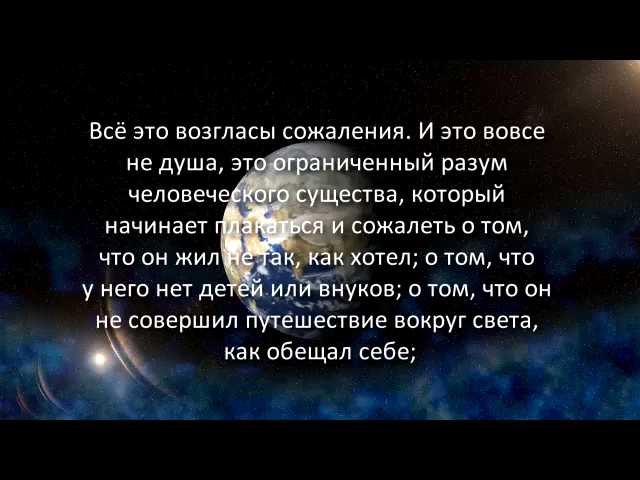 Всё это возгласы сожаления. И это вовсе
не душа, это ограниченный разум
человеческого существа, который
начинает плакаться и сожалеть о том,
что он жил не так, как хотел; о том, что
у него нет детей или внуков; о том, что он
не совершил путешествие вокруг света,
как обещал себе;